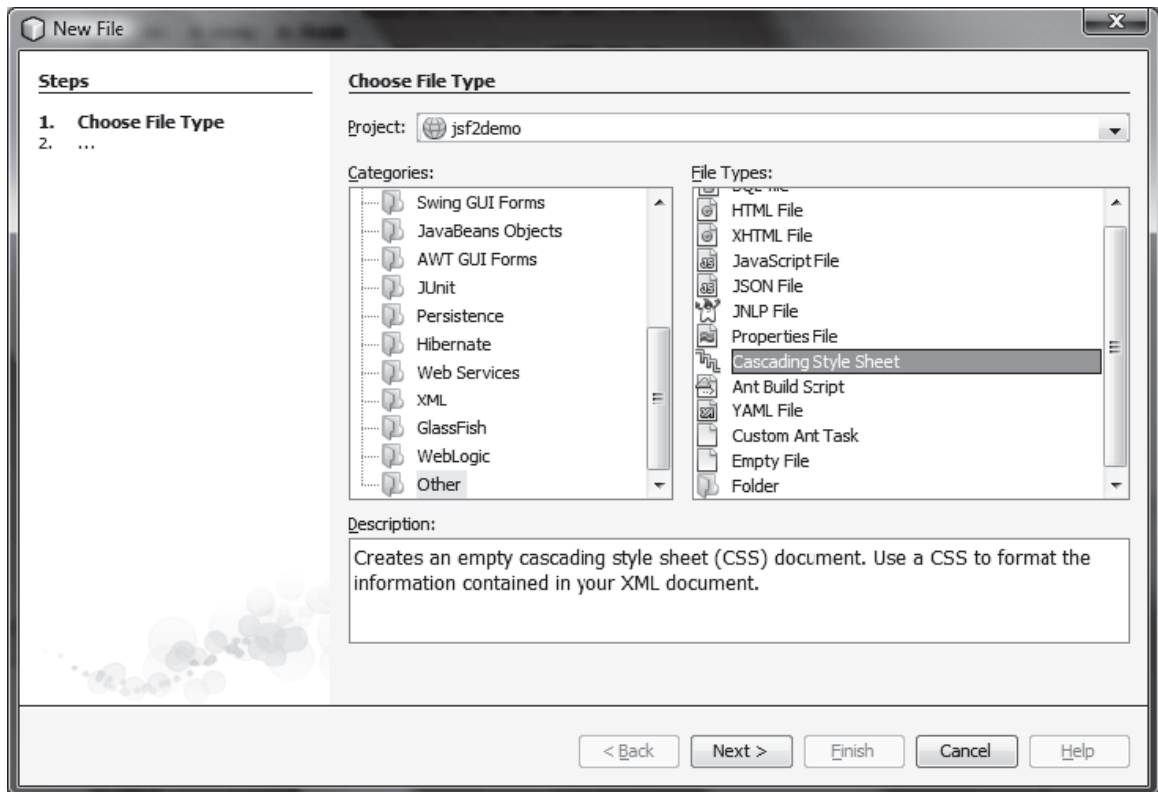 New File
Steps
1. Choose File Type
2. ...
Choose File Type
Project: jsf2demo
Categories:
Swing GUI Forms
JavaBeans Objects
AWT GUI Forms
JUnit
Persistence
Hibernate
Web Services
XML
GlassFish
WebLogic
Other
File Types:
HTML File
XHTML File
JavaScript File
JSON File
JNLP File
Properties File
Cascading Style Sheet
Ant Build Script
YAML File
Custom Ant Task
Empty File
Folder
Description:
Creates an empty cascading style sheet (CSS) document. Use a CSS to format the
information contained in your XML document.
< Back Next > Finish Cancel Help